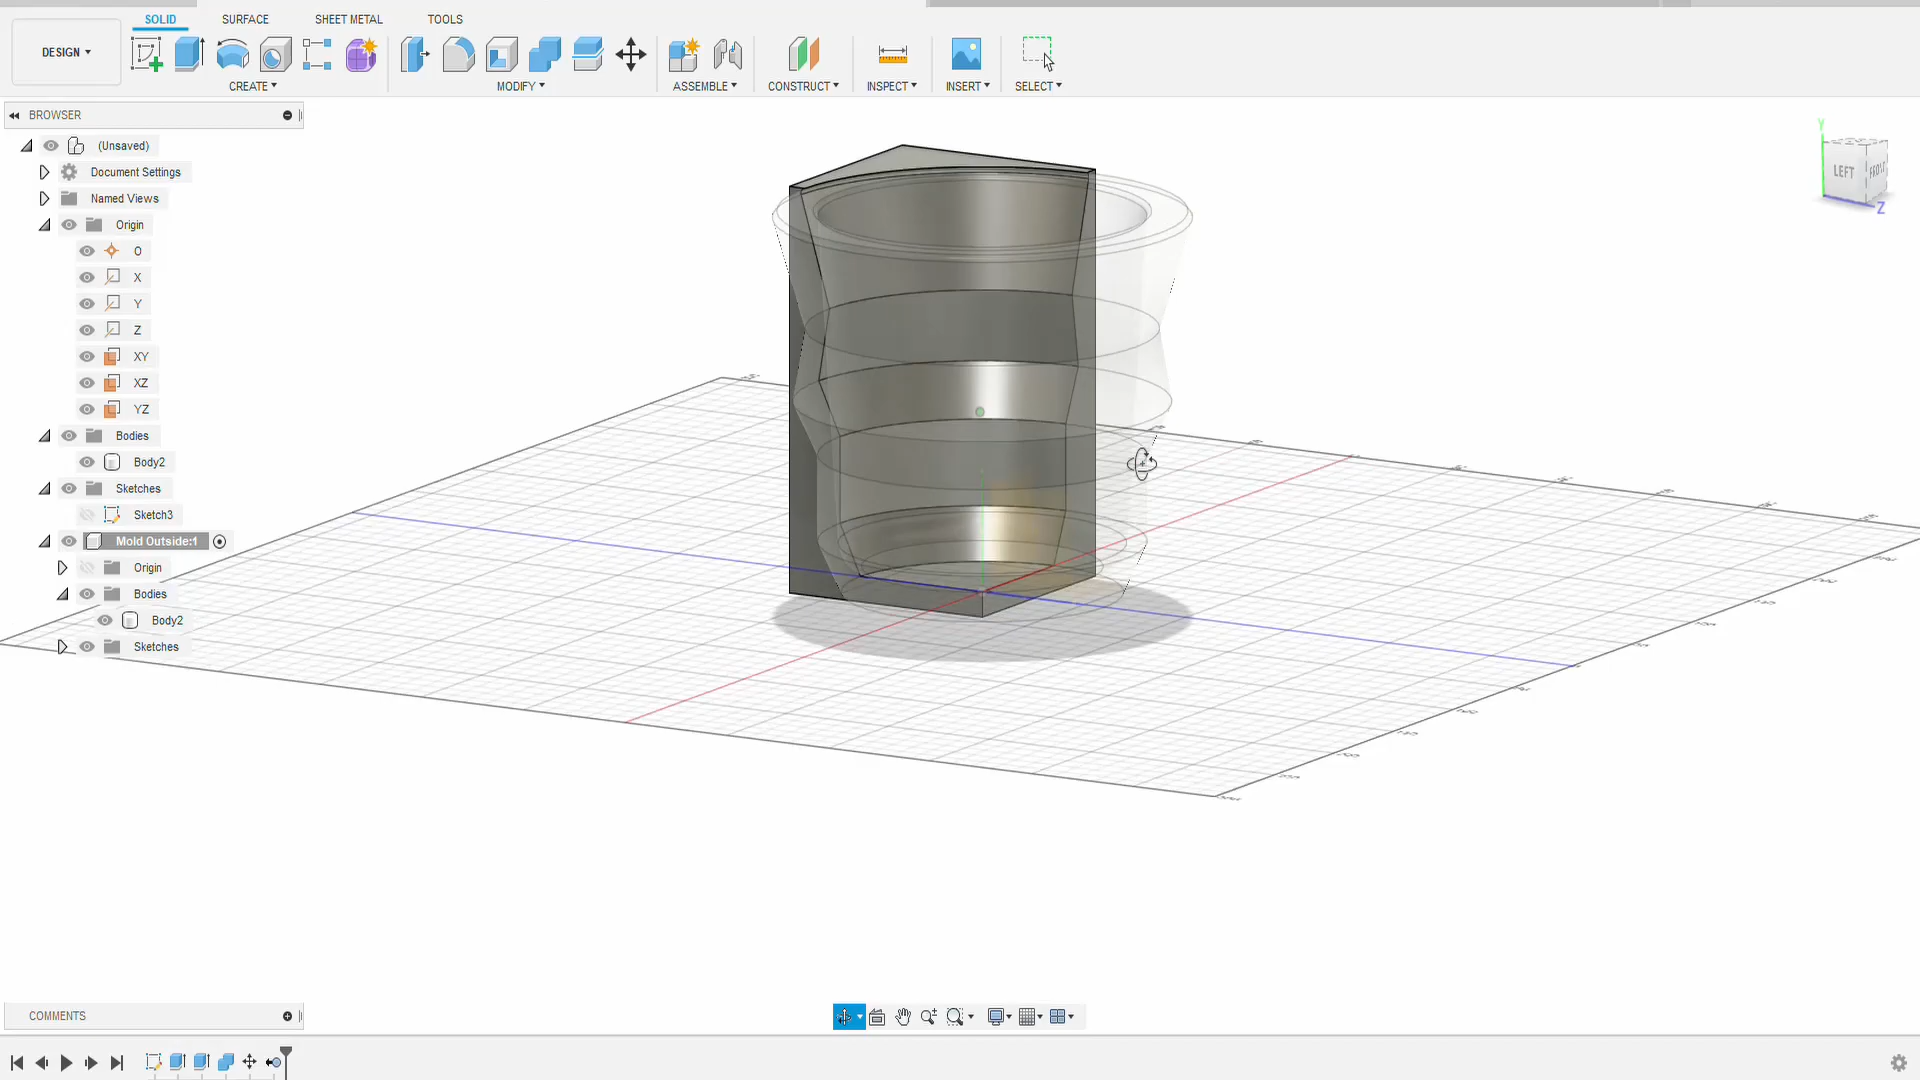 SOLID SURFACE SHEET METAL TOOLS
DESIGN
CREATE MODIFY ASSEMBLE CONSTRUCT INSPECT INSERT SELECT
BROWSER
(Unsaved)
Document Settings
Named Views
Origin
O
X
Y
Z
XY
XZ
YZ
Bodies
Body2
Sketches
Sketch3
Mold Outside:1
Origin
Bodies
Body2
Sketches
Y
LEFT FRONT
Z
COMMENTS